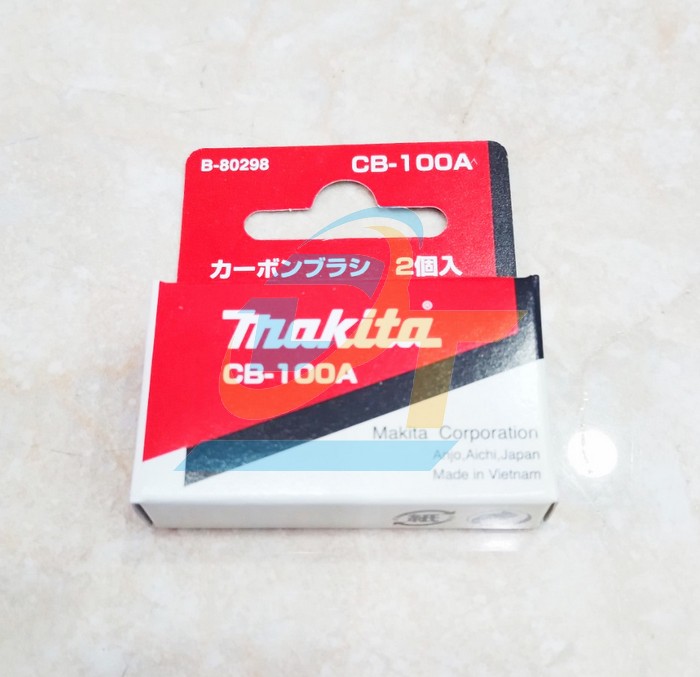 B-80298 CB-100A
カーボンブラシ 2個入
makita®
CB-100A
Makita Corporation
Anjo,Aichi,Japan
Made in Vietnam